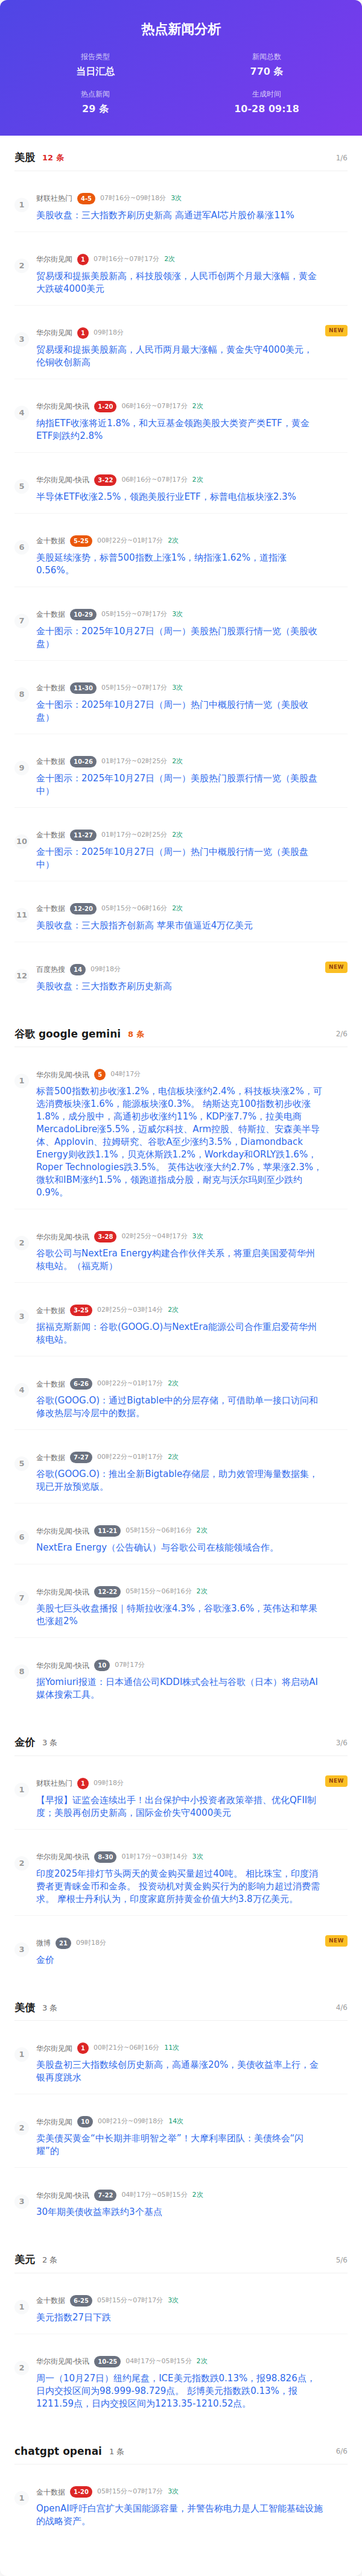 热点新闻分析
报告类型
当日汇总
新闻总数
770 条
热点新闻
29 条
生成时间
10-28 09:18
美股 12 条 1/6
1
财联社热门 4-5 07时16分~09时18分 3次
美股收盘：三大指数齐刷历史新高 高通进军AI芯片股价暴涨11%
2
华尔街见闻 1 07时16分~07时17分 2次
贸易缓和提振美股新高，科技股领涨，人民币创两个月最大涨幅，黄金
大跌破4000美元
3
华尔街见闻 1 09时18分 NEW
贸易缓和提振美股新高，人民币两月最大涨幅，黄金失守4000美元，
伦铜收创新高
4
华尔街见闻-快讯 1-20 06时16分~07时17分 2次
纳指ETF收涨将近1.8%，和大豆基金领跑美股大类资产类ETF，黄金
ETF则跌约2.8%
5
华尔街见闻-快讯 3-22 06时16分~07时17分 2次
半导体ETF收涨2.5%，领跑美股行业ETF，标普电信板块涨2.3%
6
金十数据 5-25 00时22分~01时17分 2次
美股延续涨势，标普500指数上涨1%，纳指涨1.62%，道指涨
0.56%。
7
金十数据 10-29 05时15分~07时17分 3次
金十图示：2025年10月27日（周一）美股热门股票行情一览（美股收
盘）
8
金十数据 11-30 05时15分~07时17分 3次
金十图示：2025年10月27日（周一）热门中概股行情一览（美股收
盘）
9
金十数据 10-26 01时17分~02时25分 2次
金十图示：2025年10月27日（周一）美股热门股票行情一览（美股盘
中）
10
金十数据 11-27 01时17分~02时25分 2次
金十图示：2025年10月27日（周一）热门中概股行情一览（美股盘
中）
11
金十数据 12-20 05时15分~06时16分 2次
美股收盘：三大股指齐创新高 苹果市值逼近4万亿美元
12
百度热搜 14 09时18分 NEW
美股收盘：三大指数齐刷历史新高
谷歌 google gemini 8 条 2/6
1
华尔街见闻-快讯 5 04时17分
标普500指数初步收涨1.2%，电信板块涨约2.4%，科技板块涨2%，可
选消费板块涨1.6%，能源板块涨0.3%。 纳斯达克100指数初步收涨
1.8%，成分股中，高通初步收涨约11%，KDP涨7.7%，拉美电商
MercadoLibre涨5.5%，迈威尔科技、Arm控股、特斯拉、安森美半导
体、Applovin、拉姆研究、谷歌A至少涨约3.5%，Diamondback
Energy则收跌1.1%，贝克休斯跌1.2%，Workday和ORLY跌1.6%，
Roper Technologies跌3.5%。 英伟达收涨大约2.7%，苹果涨2.3%，
微软和IBM涨约1.5%，领跑道指成分股，耐克与沃尔玛则至少跌约
0.9%。
2
华尔街见闻-快讯 3-28 02时25分~04时17分 3次
谷歌公司与NextEra Energy构建合作伙伴关系，将重启美国爱荷华州
核电站。（福克斯）
3
金十数据 3-25 02时25分~03时14分 2次
据福克斯新闻：谷歌(GOOG.O)与NextEra能源公司合作重启爱荷华州
核电站。
4
金十数据 6-26 00时22分~01时17分 2次
谷歌(GOOG.O)：通过Bigtable中的分层存储，可借助单一接口访问和
修改热层与冷层中的数据。
5
金十数据 7-27 00时22分~01时17分 2次
谷歌(GOOG.O)：推出全新Bigtable存储层，助力效管理海量数据集，
现已开放预览版。
6
华尔街见闻-快讯 11-21 05时15分~06时16分 2次
NextEra Energy（公告确认）与谷歌公司在核能领域合作。
7
华尔街见闻-快讯 12-22 05时15分~06时16分 2次
美股七巨头收盘播报｜特斯拉收涨4.3%，谷歌涨3.6%，英伟达和苹果
也涨超2%
8
华尔街见闻-快讯 10 07时17分
据Yomiuri报道：日本通信公司KDDI株式会社与谷歌（日本）将启动AI
媒体搜索工具。
金价 3 条 3/6
1
财联社热门 1 09时18分 NEW
【早报】证监会连续出手！出台保护中小投资者政策举措、优化QFII制
度；美股再创历史新高，国际金价失守4000美元
2
华尔街见闻-快讯 8-30 01时17分~03时14分 3次
印度2025年排灯节头两天的黄金购买量超过40吨。 相比珠宝，印度消
费者更青睐金币和金条。 投资动机对黄金购买行为的影响力超过消费需
求。 摩根士丹利认为，印度家庭所持黄金价值大约3.8万亿美元。
3
微博 21 09时18分 NEW
金价
美债 3 条 4/6
1
华尔街见闻 1 00时21分~06时16分 11次
美股盘初三大指数续创历史新高，高通暴涨20%，美债收益率上行，金
银再度跳水
2
华尔街见闻 10 00时21分~09时18分 14次
卖美债买黄金“中长期并非明智之举”！大摩利率团队：美债终会“闪
耀”的
3
华尔街见闻-快讯 7-22 04时17分~05时15分 2次
30年期美债收益率跌约3个基点
美元 2 条 5/6
1
金十数据 6-25 05时15分~07时17分 3次
美元指数27日下跌
2
华尔街见闻-快讯 10-25 04时17分~05时15分 2次
周一（10月27日）纽约尾盘，ICE美元指数跌0.13%，报98.826点，
日内交投区间为98.999-98.729点。 彭博美元指数跌0.13%，报
1211.59点，日内交投区间为1213.35-1210.52点。
chatgpt openai 1 条 6/6
1
金十数据 1-20 05时15分~07时17分 3次
OpenAI呼吁白宫扩大美国能源容量，并警告称电力是人工智能基础设施
的战略资产。